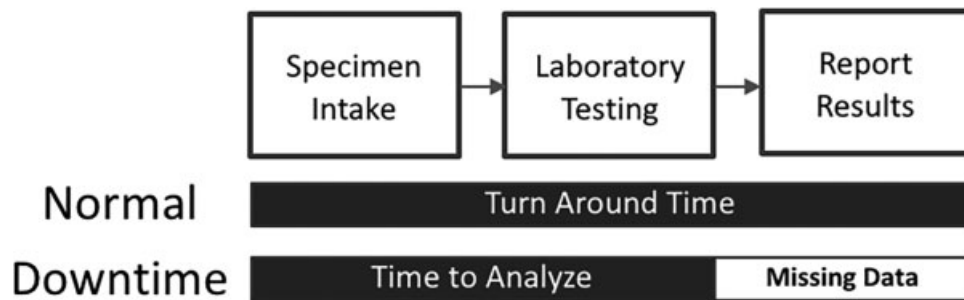 Specimen
Intake
Laboratory
Testing
Report
Results
Normal
Turn Around Time
Downtime
Time to Analyze
Missing Data